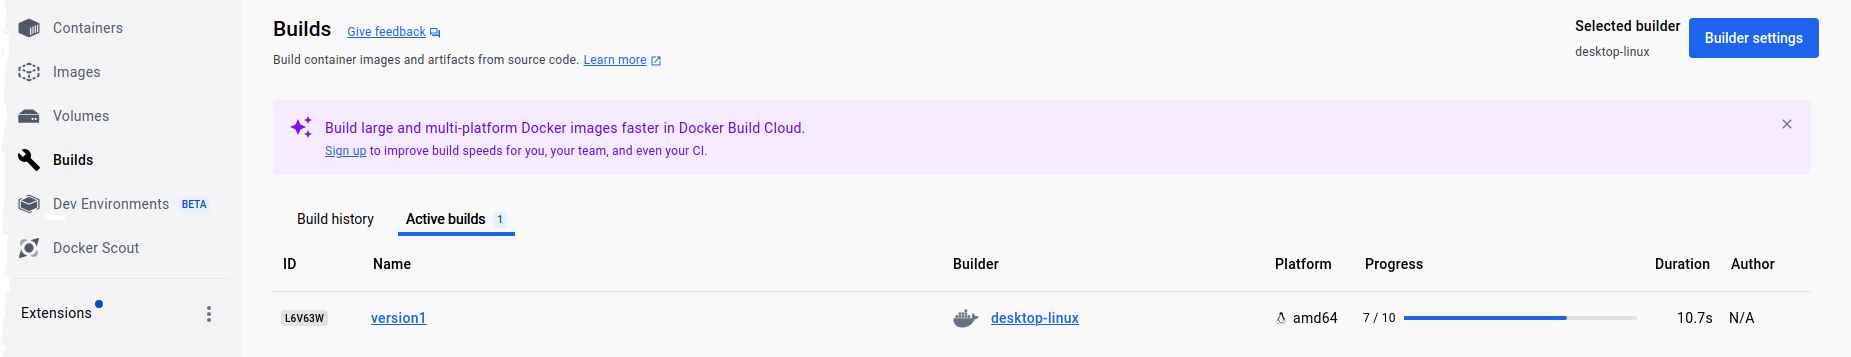 Containers
Images
Volumes
Builds
Dev Environments BETA
Docker Scout
Extensions
Builds Give feedback
Build container images and artifacts from source code. Learn more
Selected builder
desktop-linux
Builder settings
Build large and multi-platform Docker images faster in Docker Build Cloud.
Sign up to improve build speeds for you, your team, and even your CI.
Build history Active builds 1
ID Name Builder Platform Progress Duration Author
L6V63W version1 desktop-linux amd64 7 / 10 10.7s N/A